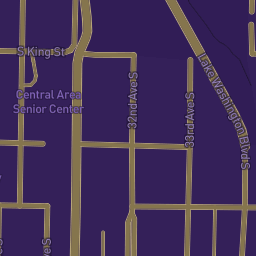 S King St
Central Area
Senior Center
32nd Ave S
33rd Ave S
Lake Washington Blvd S
S
S